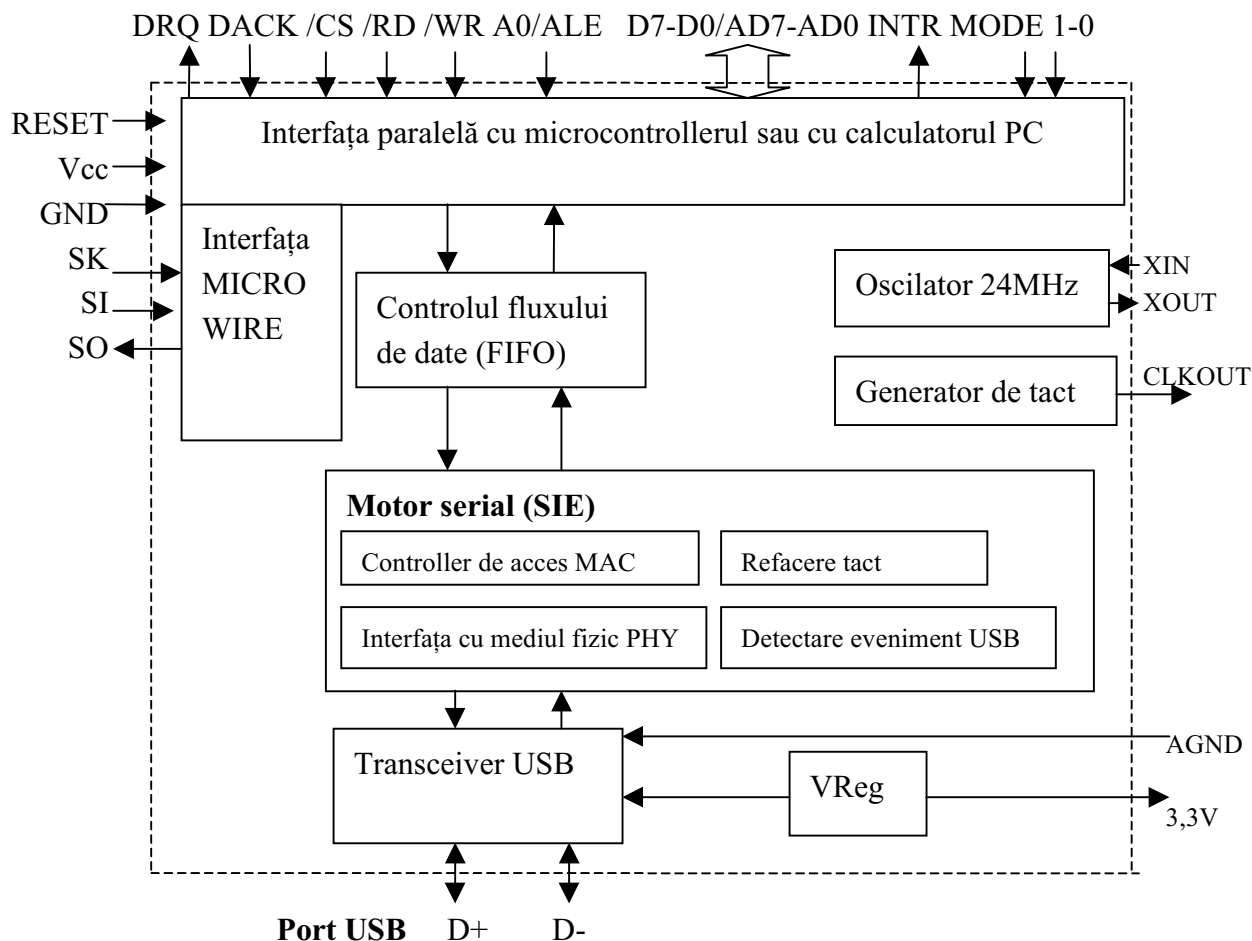 DRQ DACK /CS /RD /WR A0/ALE D7-D0/AD7-AD0 INTR MODE 1-0
RESET
Vcc
GND
SK
SI
SO
Interfața paralelă cu microcontrollerul sau cu calculatorul PC
Interfața
MICRO
WIRE
Controlul fluxului
de date (FIFO)
Oscilator 24MHz
XIN
XOUT
Generator de tact
CLKOUT
Motor serial (SIE)
Controller de acces MAC
Refacere tact
Interfața cu mediul fizic PHY
Detectare eveniment USB
Transceiver USB
VReg
AGND
3,3V
Port USB D+ D-